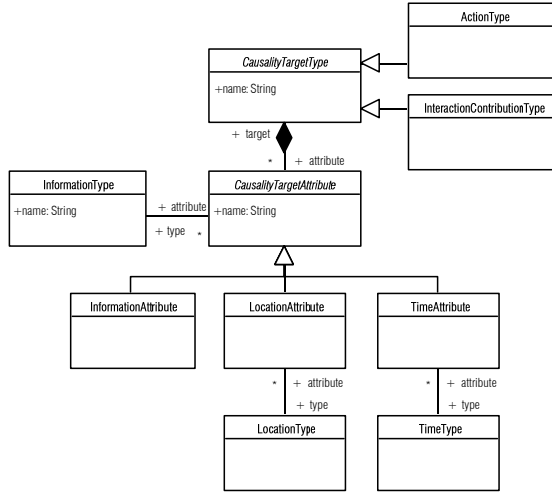 ActionType
CausalityTargetType
+name: String
InteractionContributionType
+ target
* + attribute
InformationType
+name: String
CausalityTargetAttribute
+name: String
+ attribute
+ type *
InformationAttribute
LocationAttribute
TimeAttribute
* + attribute
* + attribute
+ type
+ type
LocationType
TimeType